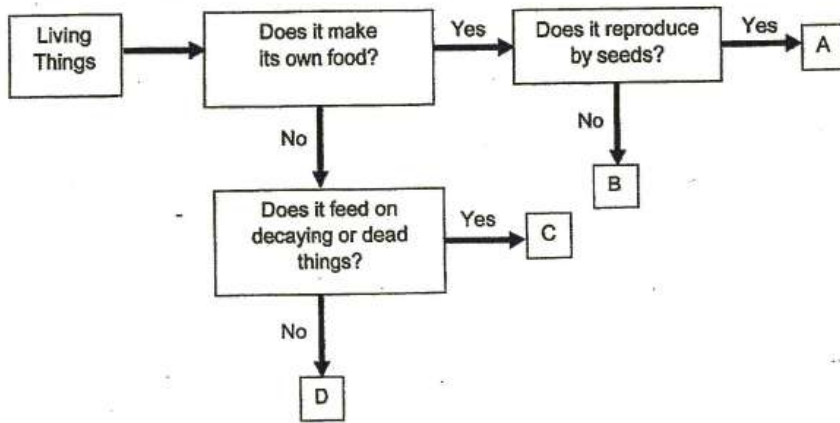 Living
Things
Does it make
its own food?
Yes
Does it reproduce
by seeds?
Yes
A
No
No
B
Does it feed on
decaying or dead
things?
Yes
C
No
D